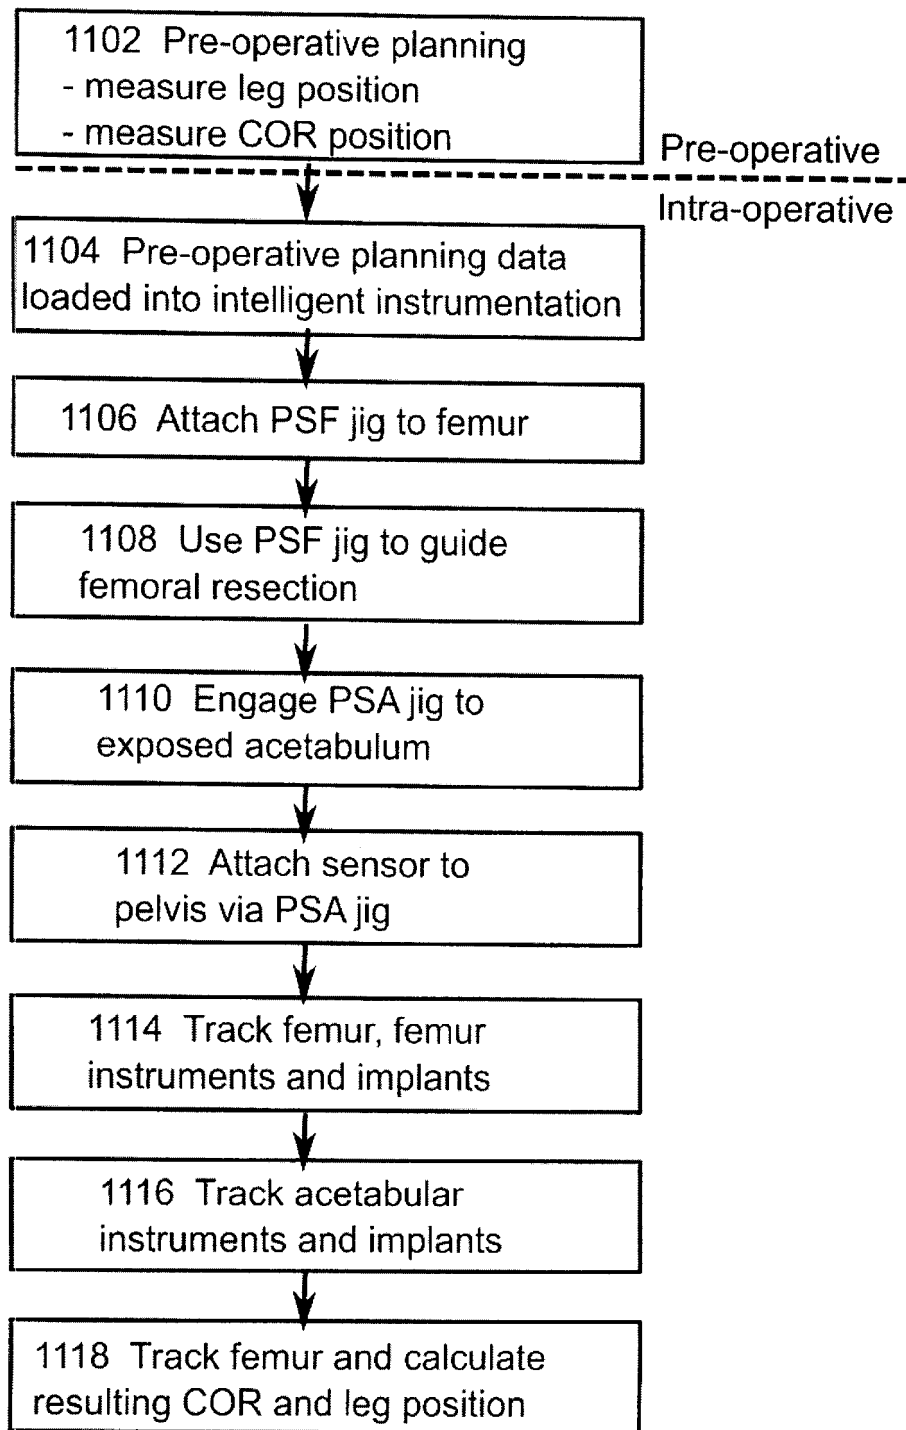 1102 Pre-operative planning
- measure leg position
- measure COR position
Pre-operative
Intra-operative
1104 Pre-operative planning data
loaded into intelligent instrumentation
1106 Attach PSF jig to femur
1108 Use PSF jig to guide
femoral resection
1110 Engage PSA jig to
exposed acetabulum
1112 Attach sensor to
pelvis via PSA jig
1114 Track femur, femur
instruments and implants
1116 Track acetabular
instruments and implants
1118 Track femur and calculate
resulting COR and leg position